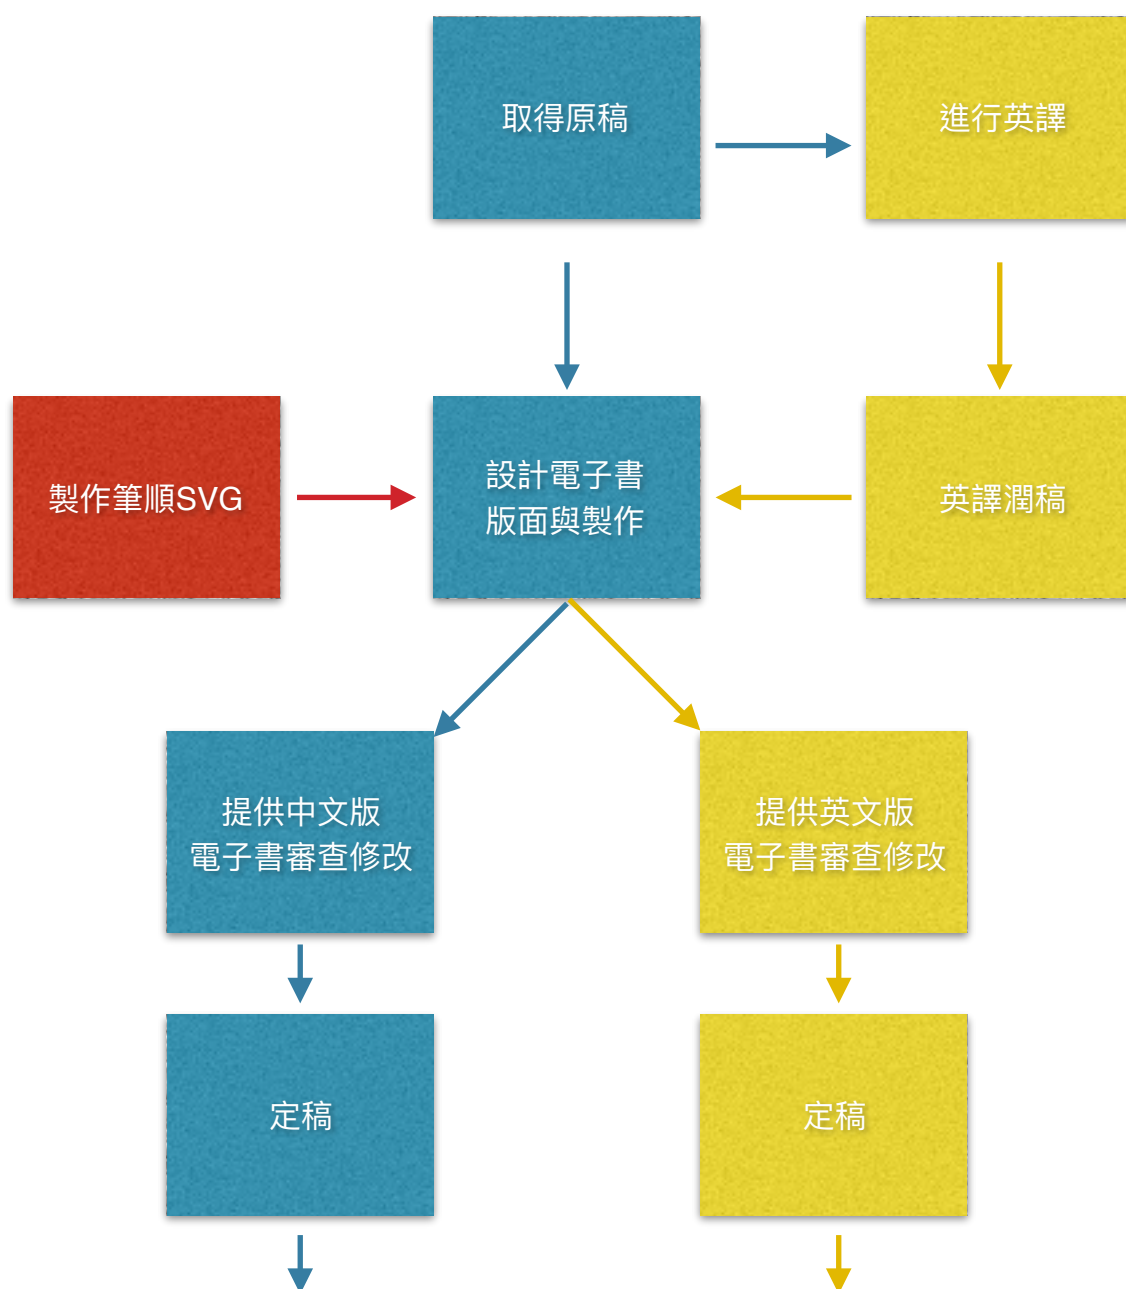 取得原稿
進行英譯
製作筆順SVG
設計電子書
版面與製作
英譯潤稿
提供中文版
電子書審查修改
提供英文版
電子書審查修改
定稿
定稿